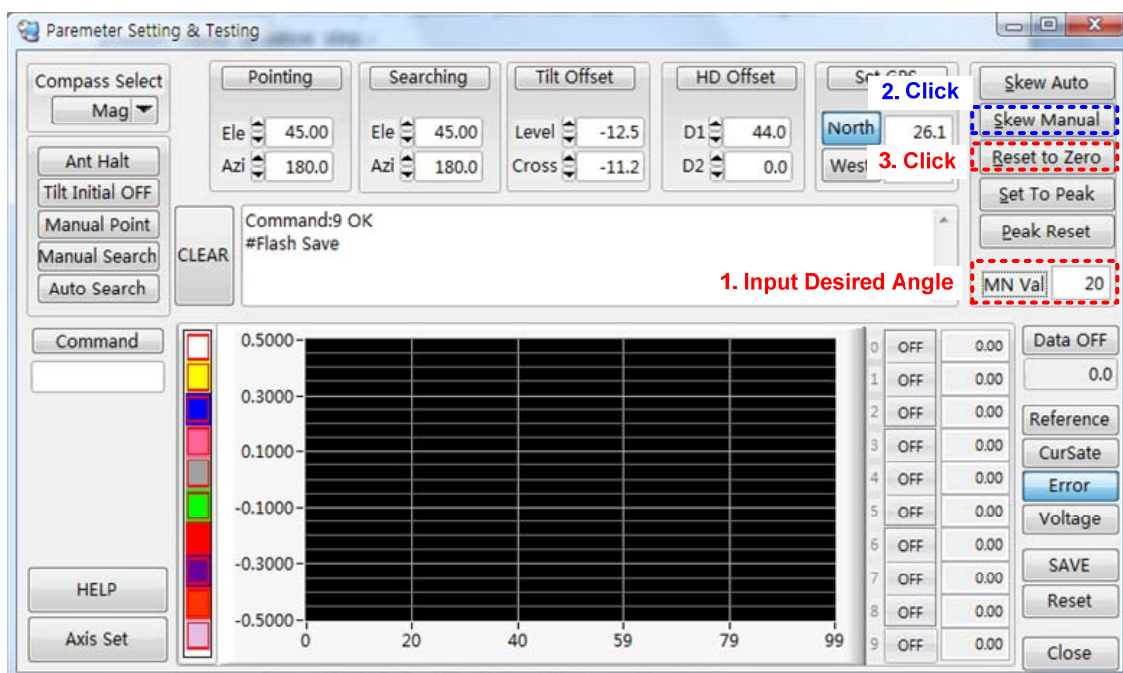 Paremeter Setting & Testing
Compass Select
Mag
Ant Halt
Tilt Initial OFF
Manual Point
Manual Search
Auto Search
Pointing
Ele 45.00
Azi 180.0
Searching
Ele 45.00
Azi 180.0
Tilt Offset
Level -12.5
Cross -11.2
HD Offset
D1 44.0
D2 0.0
North 26.1
2. Click
3. Click
Skew Auto
Skew Manual
Reset to Zero
Set To Peak
Peak Reset
MN Val 20
1. Input Desired Angle
CLEAR
Command:9 OK
#Flash Save
Command
HELP
Axis Set
0.5000
0.3000
0.1000
-0.1000
-0.3000
-0.5000
0 20 40 59 79 99
0 OFF 0.00
1 OFF 0.00
2 OFF 0.00
3 OFF 0.00
4 OFF 0.00
5 OFF 0.00
6 OFF 0.00
7 OFF 0.00
8 OFF 0.00
9 OFF 0.00
Data OFF
0.0
Reference
CurSate
Error
Voltage
SAVE
Reset
Close